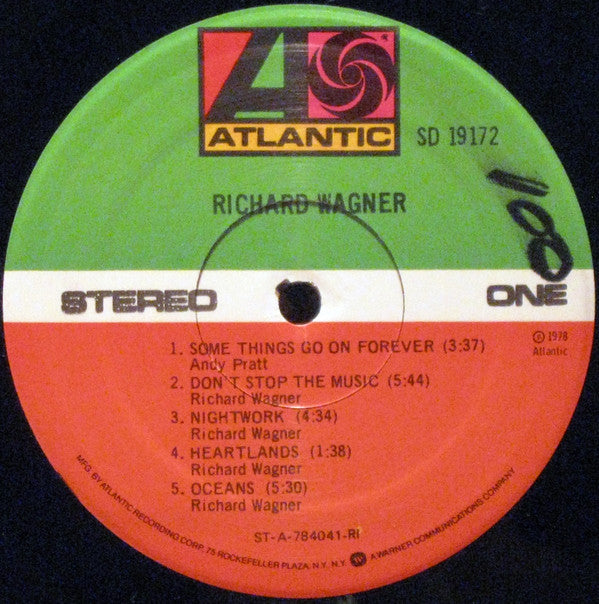 ATLANTIC
SD 19172
RICHARD WAGNER
100
STEREO
ONE
1. SOME THINGS GO ON FOREVER (3:37)
Andy Pratt
2. DON'T STOP THE MUSIC (5:44)
Richard Wagner
3. NIGHTWORK (4:34)
Richard Wagner
4. HEARTLANDS (1:38)
Richard Wagner
5. OCEANS (5:30)
Richard Wagner
℗ 1978
Atlantic
ST-A-784041-RI
MFG. BY ATLANTIC RECORDING CORP. 75 ROCKEFELLER PLAZA, N.Y. N.Y. A WARNER COMMUNICATIONS COMPANY